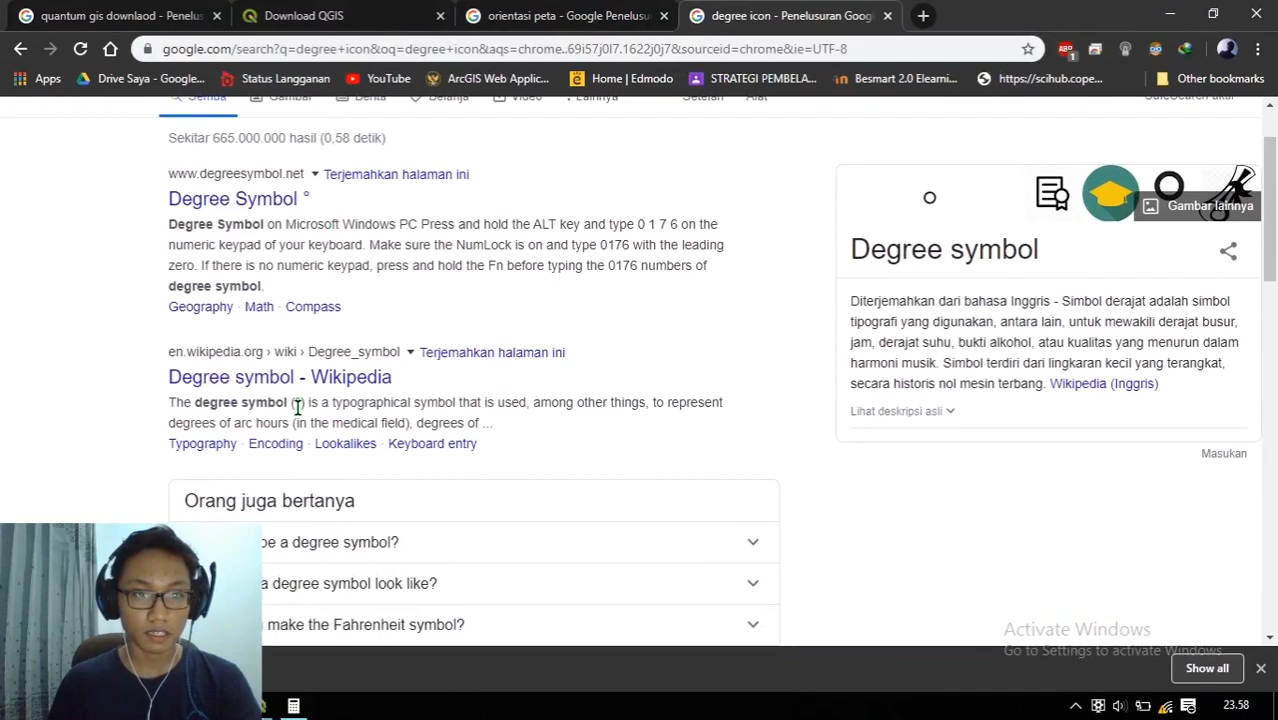 quantum gis downlaod - Penelus
Download QGIS
orientasi peta - Google Penelusu
degree icon - Penelusuran Goog
google.com/search?q=degree+icon&oq=degree+icon&aqs=chrome..69i57j0l7.1622j0j7&sourceid=chrome&ie=UTF-8
Apps
Drive Saya - Google...
Status Langganan
YouTube
ArcGIS Web Applic...
Home | Edmodo
STRATEGI PEMBELA...
Besmart 2.0 Elearni...
https://scihub.cope...
Other bookmarks
Semua
Gambar
Berita
Belanja
Video
Lainnya
Setelan
Alat
SafeSearch aktif
Sekitar 665.000.000 hasil (0,58 detik)
www.degreesymbol.net Terjemahkan halaman ini
Degree Symbol °
Degree Symbol on Microsoft Windows PC Press and hold the ALT key and type 0 1 7 6 on the
numeric keypad of your keyboard. Make sure the NumLock is on and type 0176 with the leading
zero. If there is no numeric keypad, press and hold the Fn before typing the 0176 numbers of
degree symbol.
Geography · Math · Compass
en.wikipedia.org › wiki › Degree_symbol Terjemahkan halaman ini
Degree symbol - Wikipedia
The degree symbol (°) is a typographical symbol that is used, among other things, to represent
degrees of arc hours (in the medical field), degrees of ...
Typography · Encoding · Lookalikes · Keyboard entry
Orang juga bertanya
be a degree symbol?
a degree symbol look like?
make the Fahrenheit symbol?
Gambar lainnya
Degree symbol
Diterjemahkan dari bahasa Inggris - Simbol derajat adalah simbol
tipografi yang digunakan, antara lain, untuk mewakili derajat busur,
jam, derajat suhu, bukti alkohol, atau kualitas yang menurun dalam
harmoni musik. Simbol terdiri dari lingkaran kecil yang terangkat,
secara historis nol mesin terbang. Wikipedia (Inggris)
Lihat deskripsi asli
Masukan
Activate Windows
Go to Settings to activate Windows.
Show all
23.58